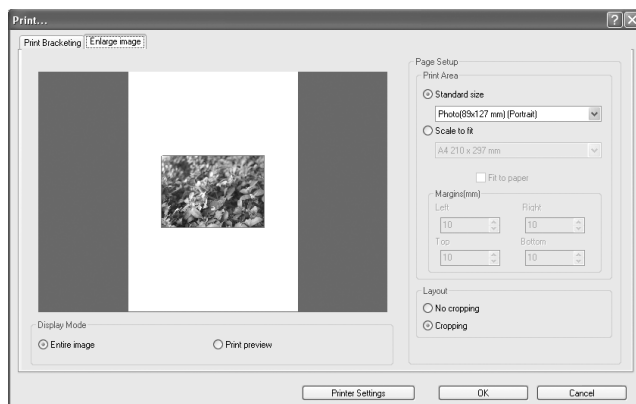 Print...
Print Bracketing
Enlarge image
Display Mode
Entire image
Print preview
Page Setup
Print Area
Standard size
Photo(89x127 mm) (Portrait)
Scale to fit
A4 210 x 297 mm
Fit to paper
Margins(mm)
Left Right
10 10
Top Bottom
10 10
Layout
No cropping
Cropping
Printer Settings OK Cancel